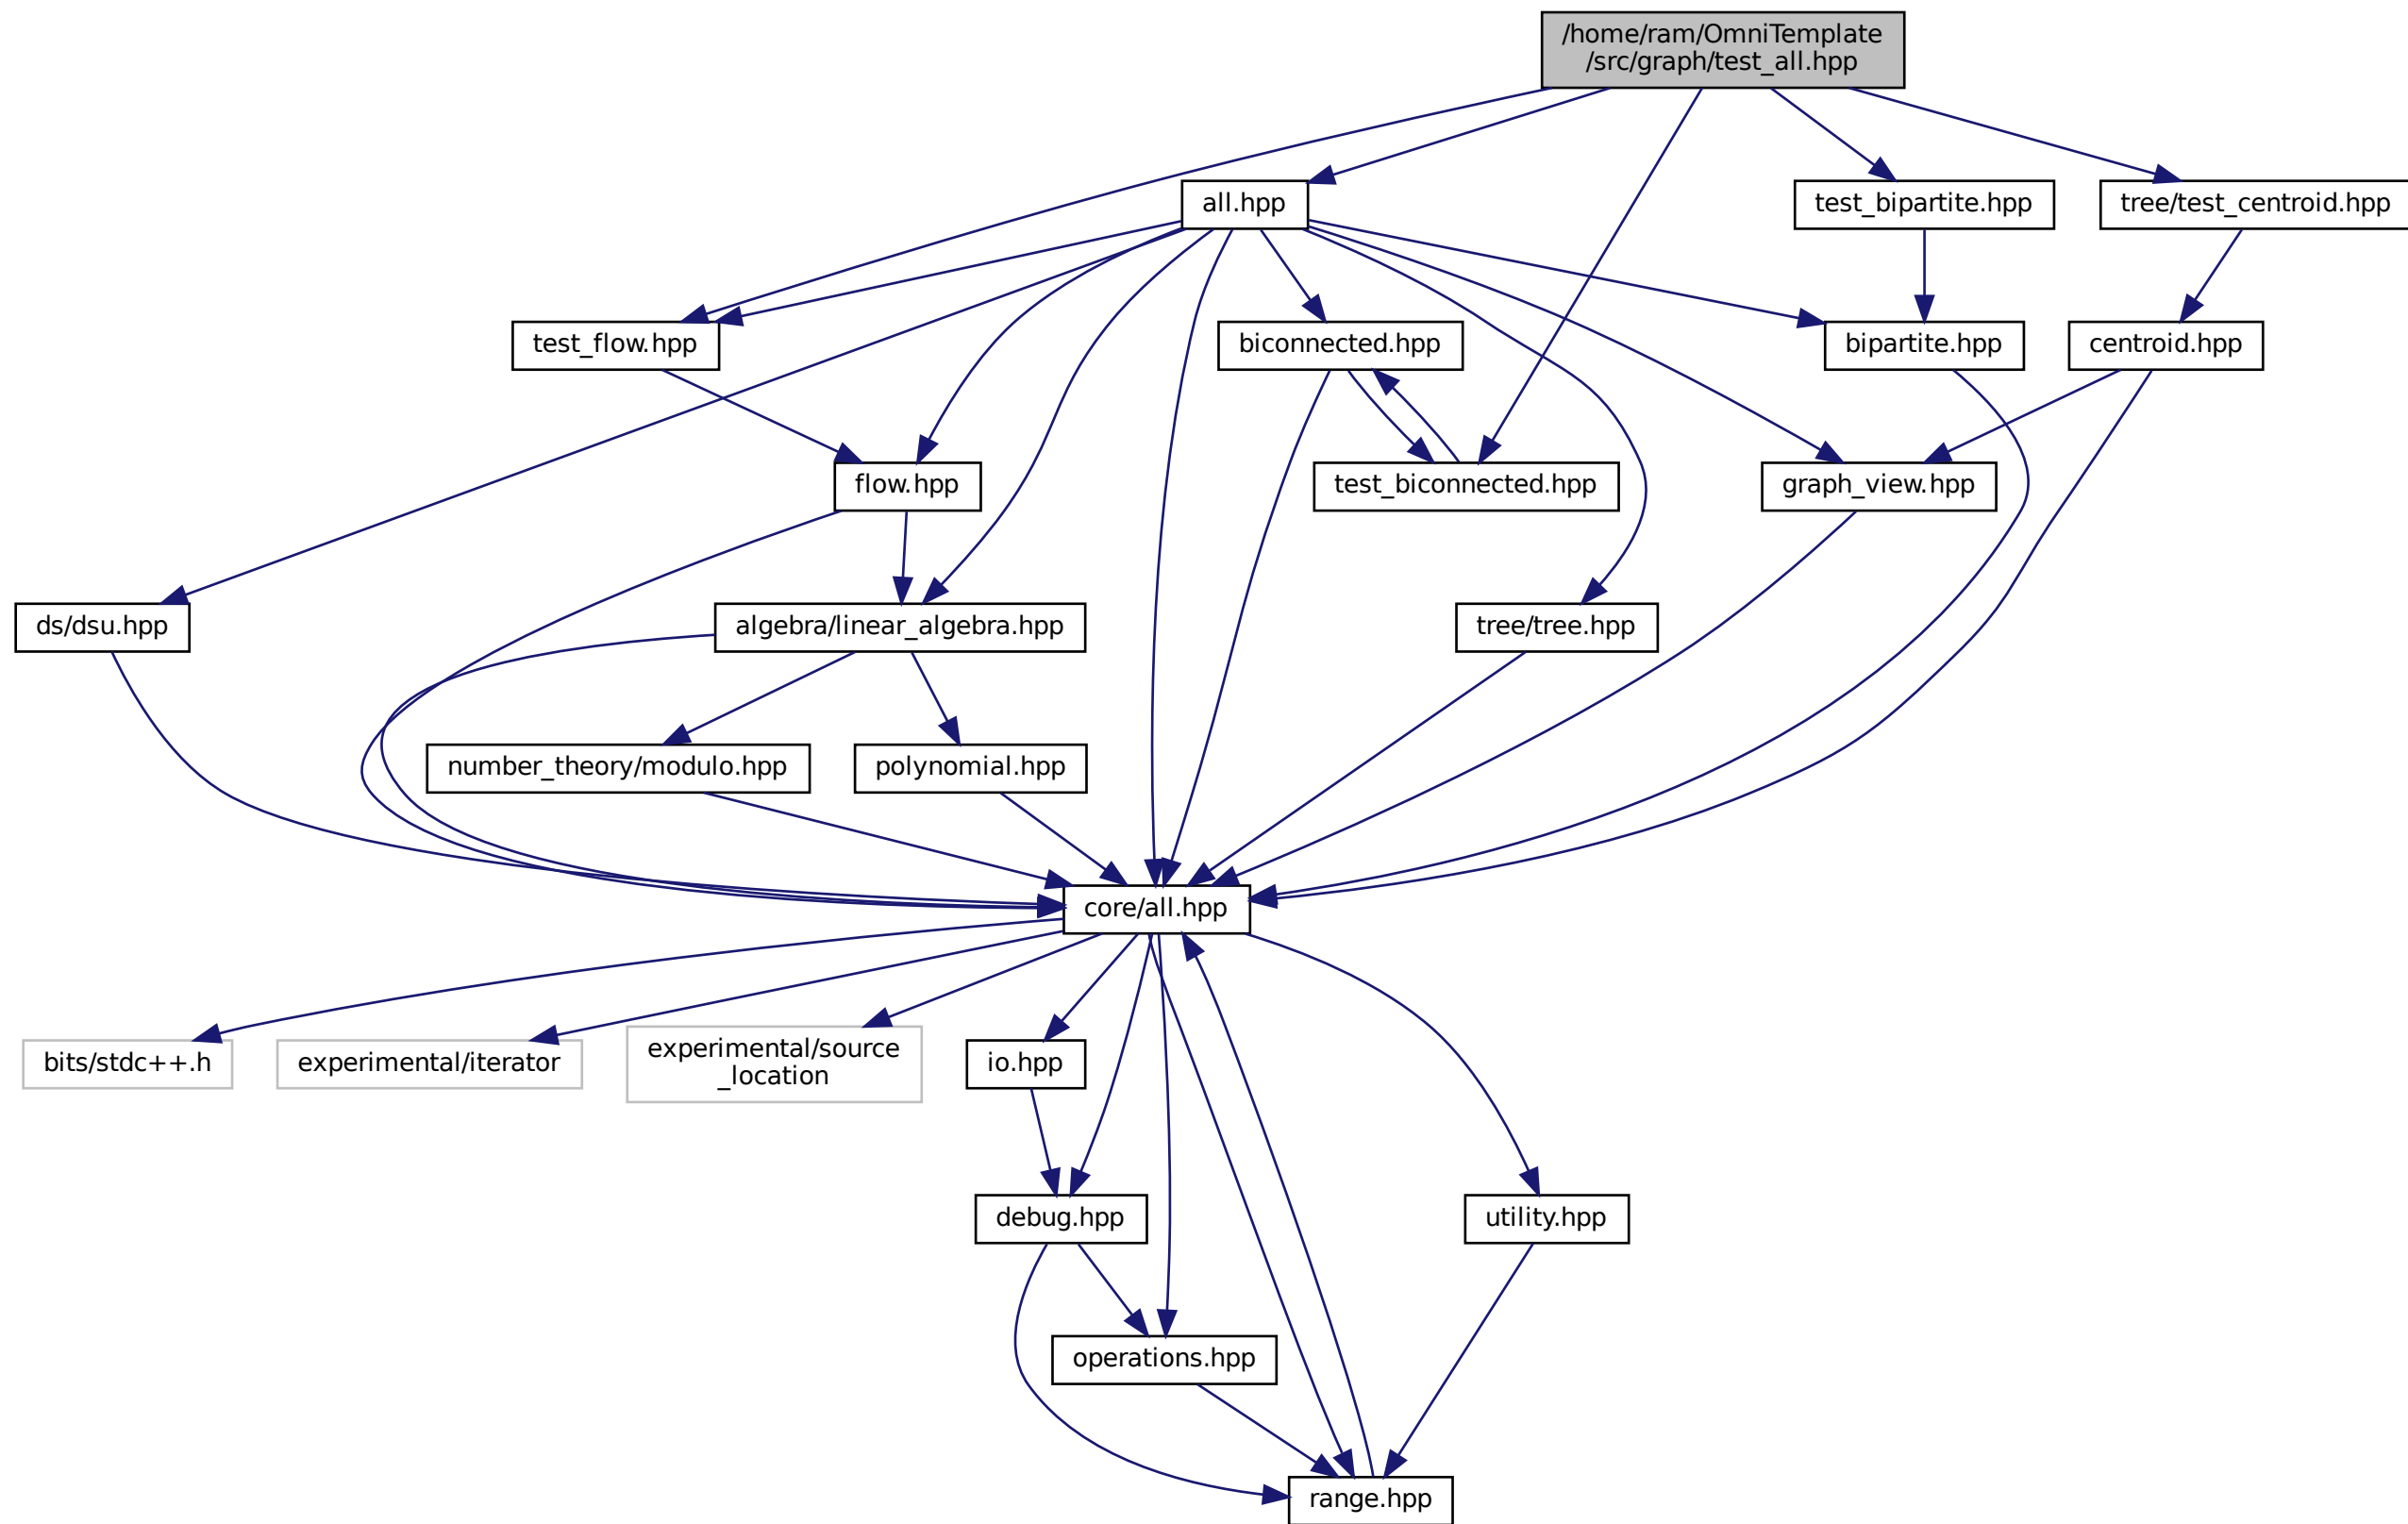 /home/ram/OmniTemplate
/src/graph/test_all.hpp
all.hpp
test_bipartite.hpp
tree/test_centroid.hpp
test_flow.hpp
biconnected.hpp
bipartite.hpp
centroid.hpp
flow.hpp
test_biconnected.hpp
graph_view.hpp
ds/dsu.hpp
algebra/linear_algebra.hpp
tree/tree.hpp
number_theory/modulo.hpp
polynomial.hpp
core/all.hpp
bits/stdc++.h
experimental/iterator
experimental/source
_location
io.hpp
debug.hpp
utility.hpp
operations.hpp
range.hpp